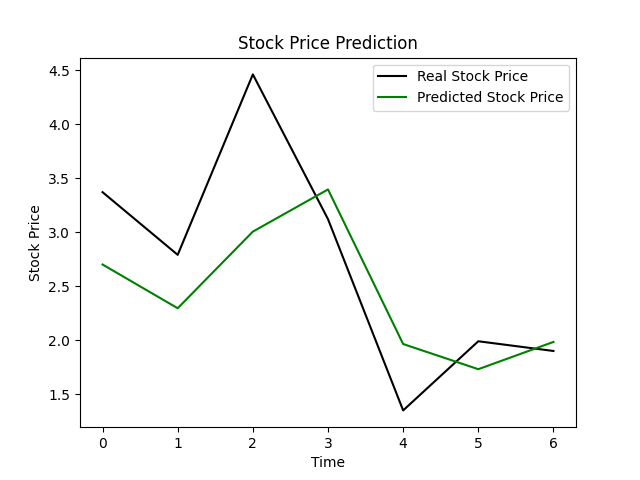 Stock Price Prediction
Real Stock Price
Predicted Stock Price
Stock Price
4.5
4.0
3.5
3.0
2.5
2.0
1.5
0 1 2 3 4 5 6
Time